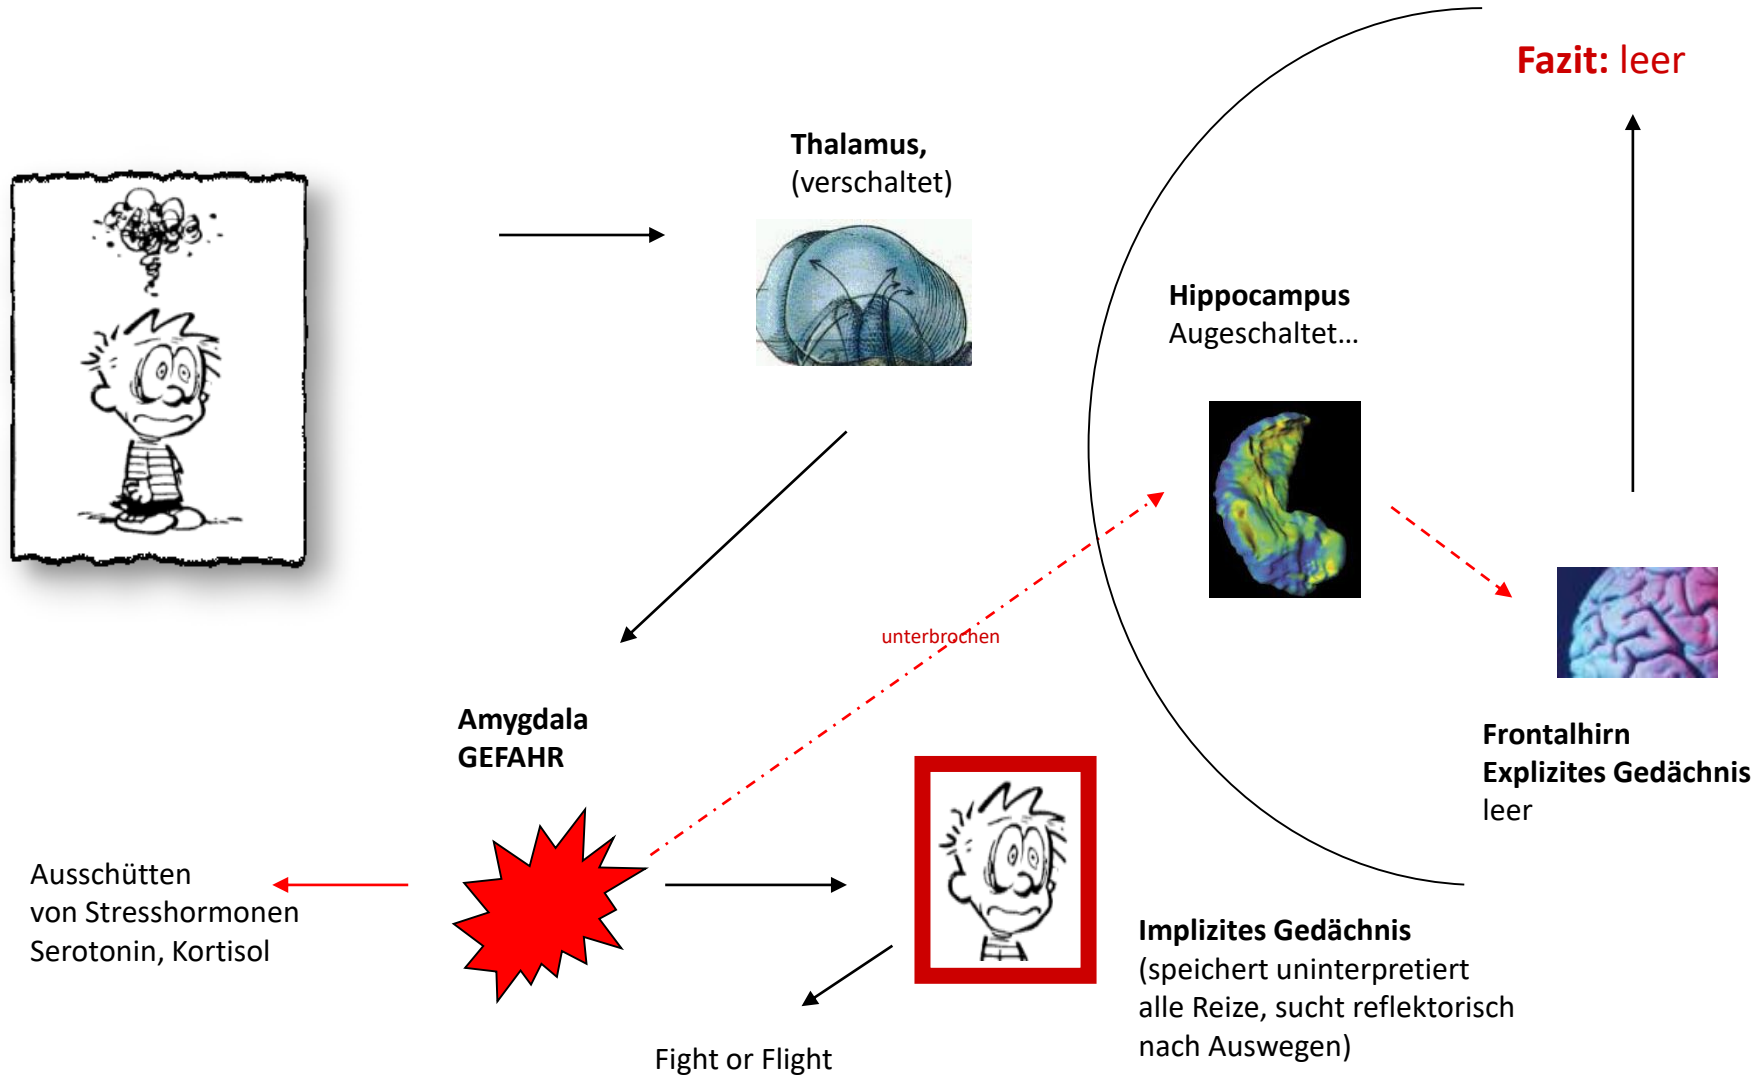 Fazit: leer
Thalamus,
(verschaltet)
Hippocampus
Augeschaltet...
unterbrochen
Amygdala
GEFAHR
Frontalhirn
Explizites Gedächnis
leer
Ausschütten
von Stresshormonen
Serotonin, Kortisol
Implizites Gedächnis
(speichert uninterpretiert
alle Reize, sucht reflektorisch
nach Auswegen)
Fight or Flight